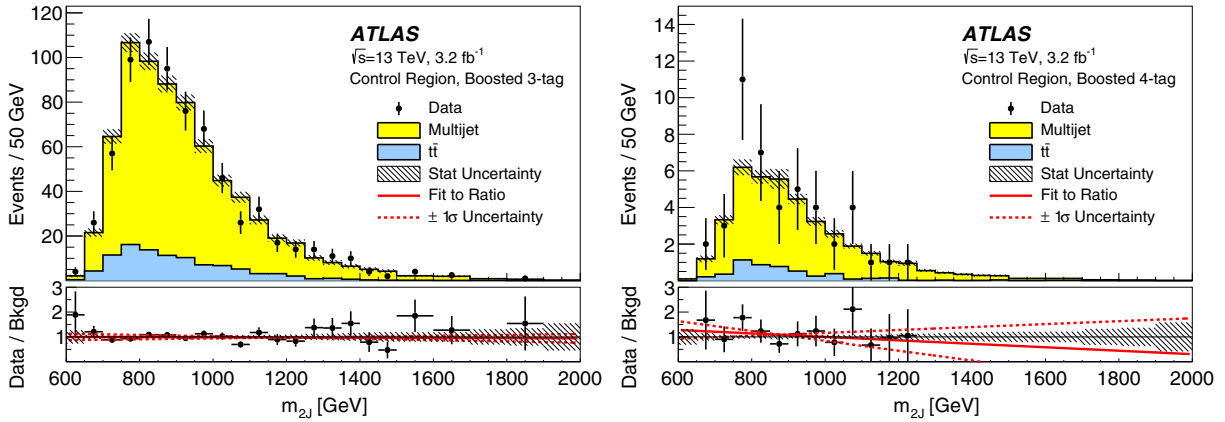 Events / 50 GeV
120
100
80
60
40
20
ATLAS
√s=13 TeV, 3.2 fb⁻¹
Control Region, Boosted 3-tag
Data
Multijet
tt̄
Stat Uncertainty
Fit to Ratio
± 1σ Uncertainty
Data / Bkgd
3
2
1
600 800 1000 1200 1400 1600 1800 2000
m2J [GeV]
Events / 50 GeV
14
12
10
8
6
4
2
ATLAS
√s=13 TeV, 3.2 fb⁻¹
Control Region, Boosted 4-tag
Data
Multijet
tt̄
Stat Uncertainty
Fit to Ratio
± 1σ Uncertainty
Data / Bkgd
3
2
1
600 800 1000 1200 1400 1600 1800 2000
m2J [GeV]